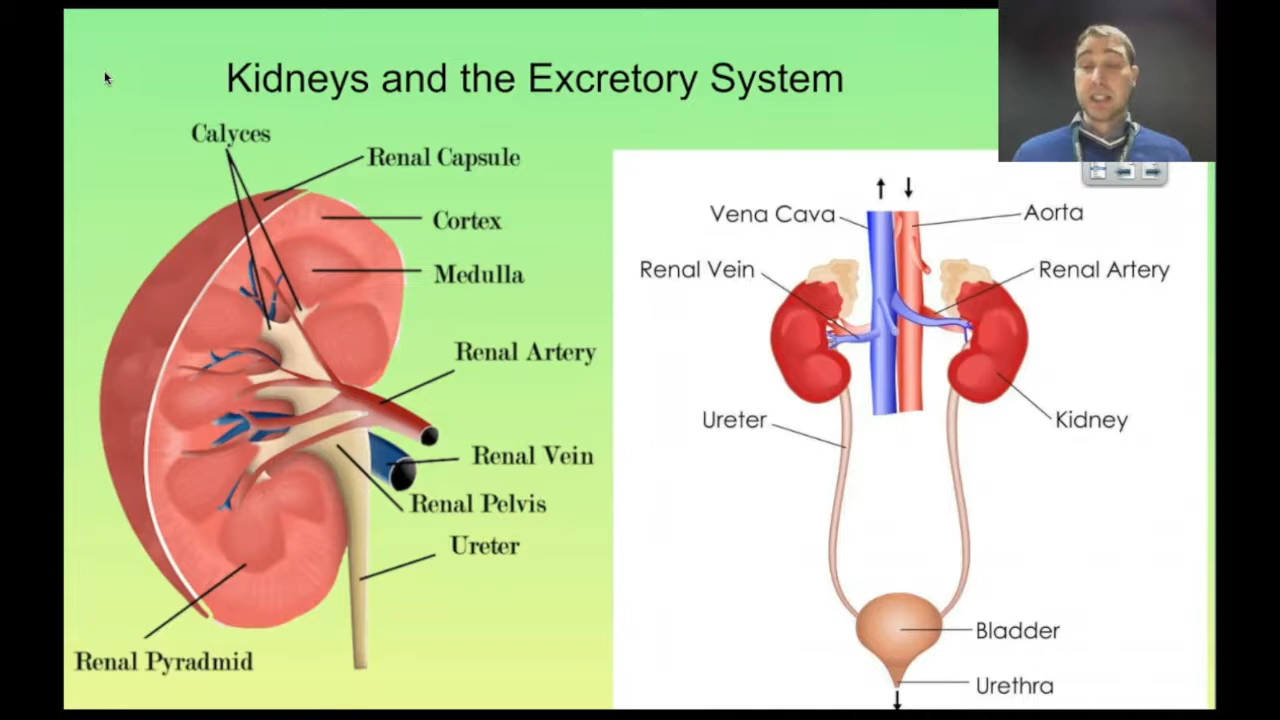 Kidneys and the Excretory System
Calyces
Renal Capsule
Cortex
Medulla
Renal Artery
Renal Vein
Renal Pelvis
Ureter
Renal Pyradmid
Vena Cava
Aorta
Renal Vein
Renal Artery
Ureter
Kidney
Bladder
Urethra